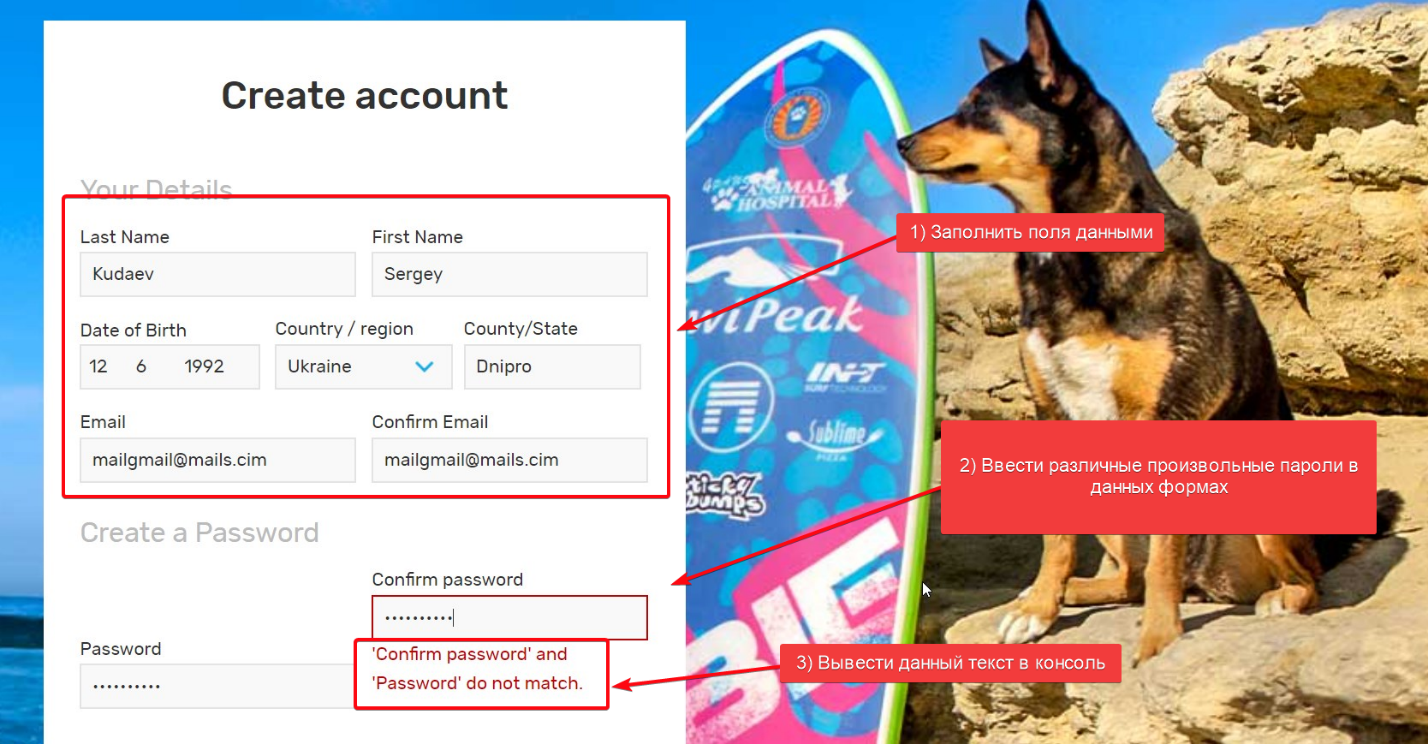 Create account
Your Details
Last Name First Name
Kudaev Sergey
Date of Birth Country / region County/State
12 6 1992 Ukraine Dnipro
Email Confirm Email
mailgmail@mails.cim mailgmail@mails.cim
Create a Password
Confirm password
Password
'Confirm password' and
'Password' do not match.
1) Заполнить поля данными
2) Ввести различные произвольные пароли в
данных формах
3) Вывести данный текст в консоль
ANIMAL
HOSPITAL
Peak
INT
SURF TECHNOLOGY
Sublime
PIZZA
Sticky
bumps